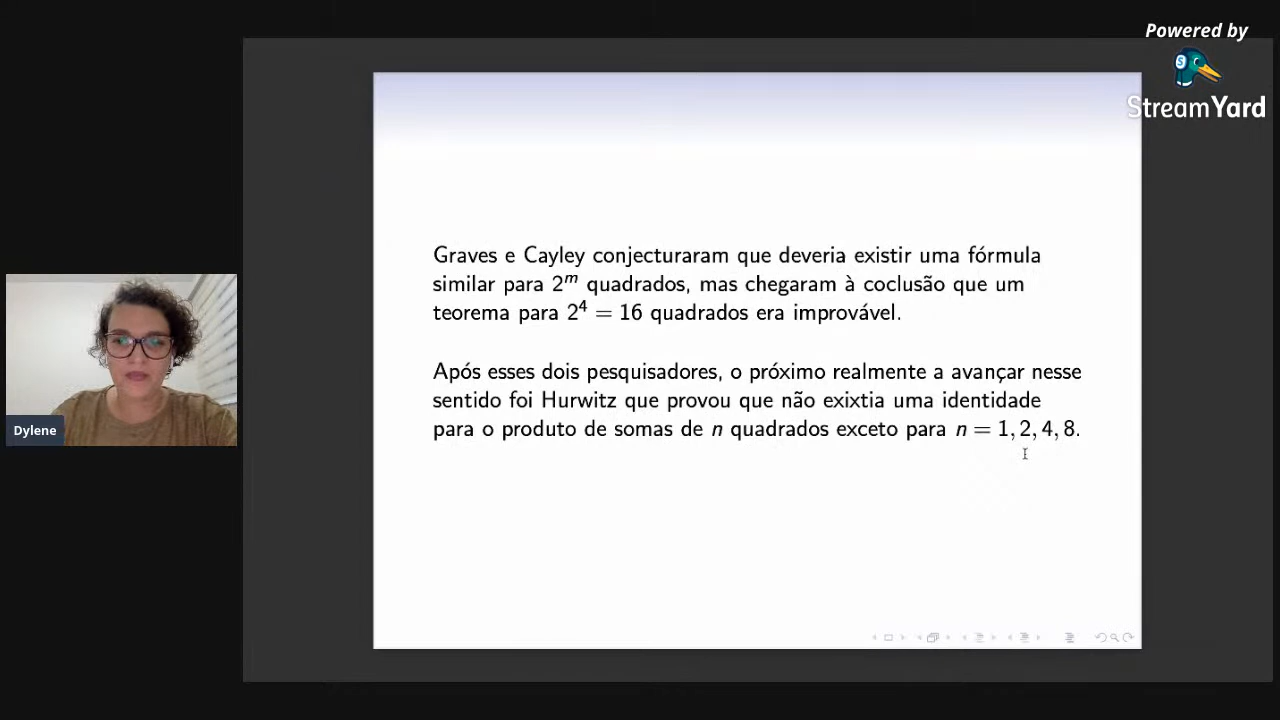 Powered by
StreamYard
Graves e Cayley conjecturaram que deveria existir uma fórmula
similar para 2^m quadrados, mas chegaram à coclusão que um
teorema para 2^4 = 16 quadrados era improvável.
Após esses dois pesquisadores, o próximo realmente a avançar nesse
sentido foi Hurwitz que provou que não exixtia uma identidade
para o produto de somas de n quadrados exceto para n = 1, 2, 4, 8.
Dylene